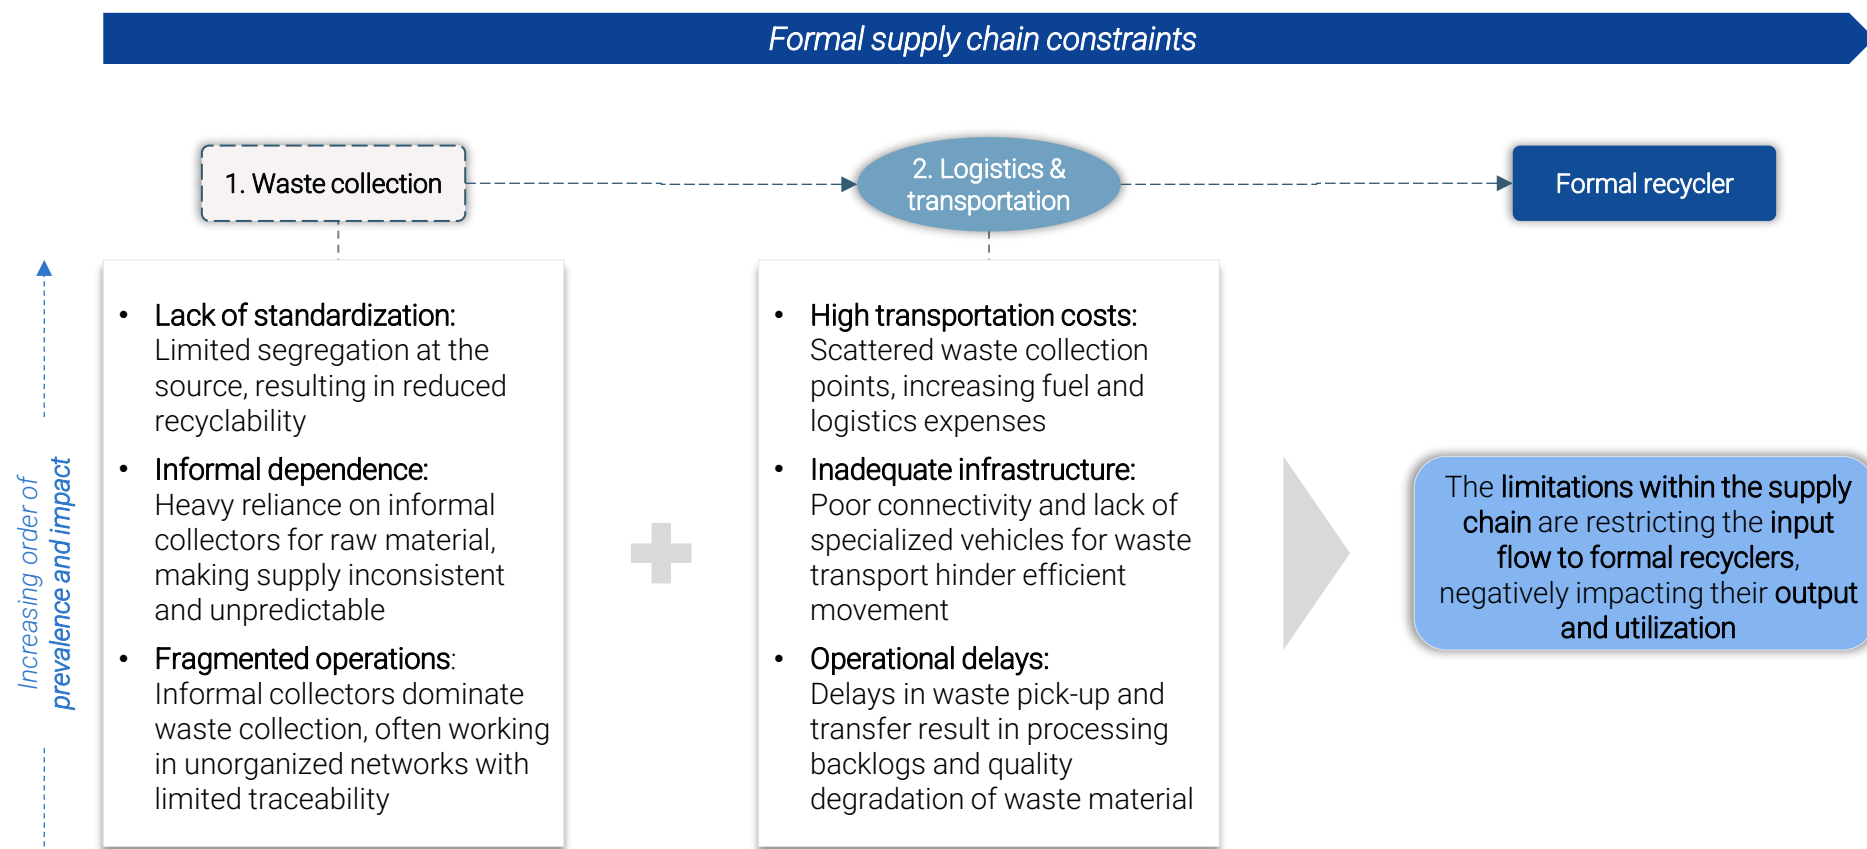 Formal supply chain constraints
1. Waste collection
2. Logistics &
transportation
Formal recycler
Increasing order of
prevalence and impact
• Lack of standardization:
Limited segregation at the
source, resulting in reduced
recyclability
• Informal dependence:
Heavy reliance on informal
collectors for raw material,
making supply inconsistent
and unpredictable
• Fragmented operations:
Informal collectors dominate
waste collection, often working
in unorganized networks with
limited traceability
• High transportation costs:
Scattered waste collection
points, increasing fuel and
logistics expenses
• Inadequate infrastructure:
Poor connectivity and lack of
specialized vehicles for waste
transport hinder efficient
movement
• Operational delays:
Delays in waste pick-up and
transfer result in processing
backlogs and quality
degradation of waste material
The limitations within the supply
chain are restricting the input
flow to formal recyclers,
negatively impacting their output
and utilization